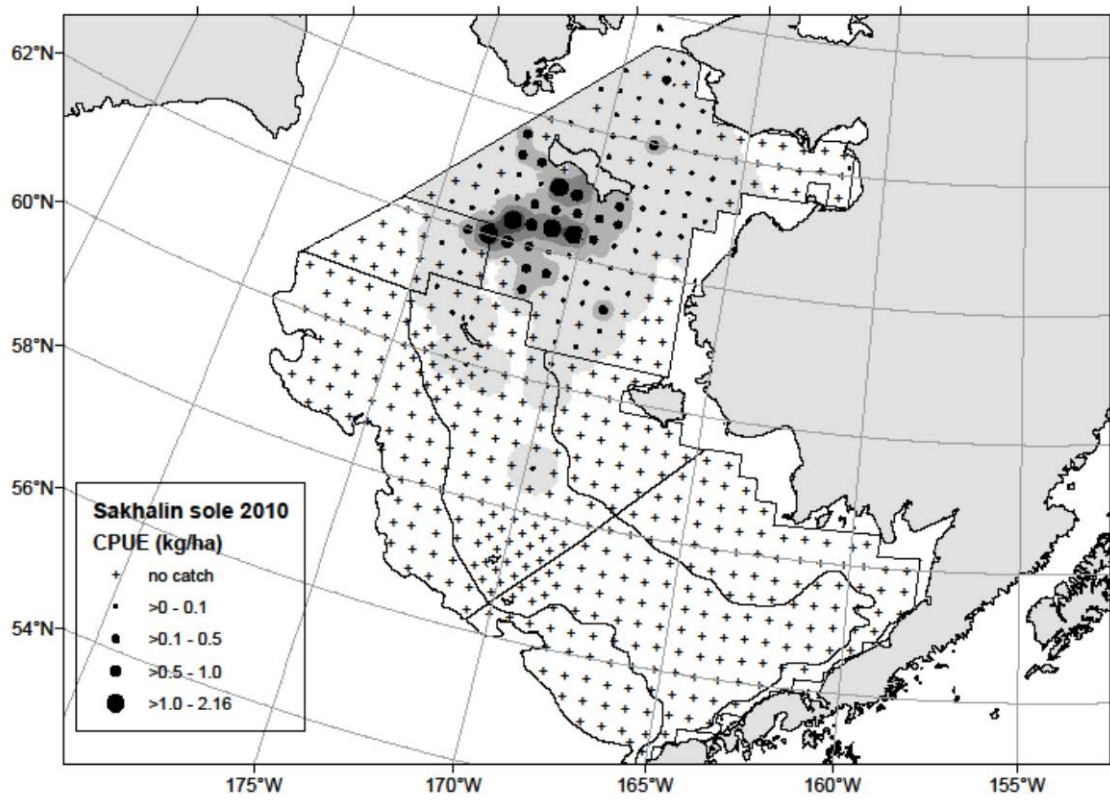 62°N
60°N
58°N
56°N
54°N
Sakhalin sole 2010
CPUE (kg/ha)
no catch
>0 - 0.1
>0.1 - 0.5
>0.5 - 1.0
>1.0 - 2.16
175°W
170°W
165°W
160°W
155°W